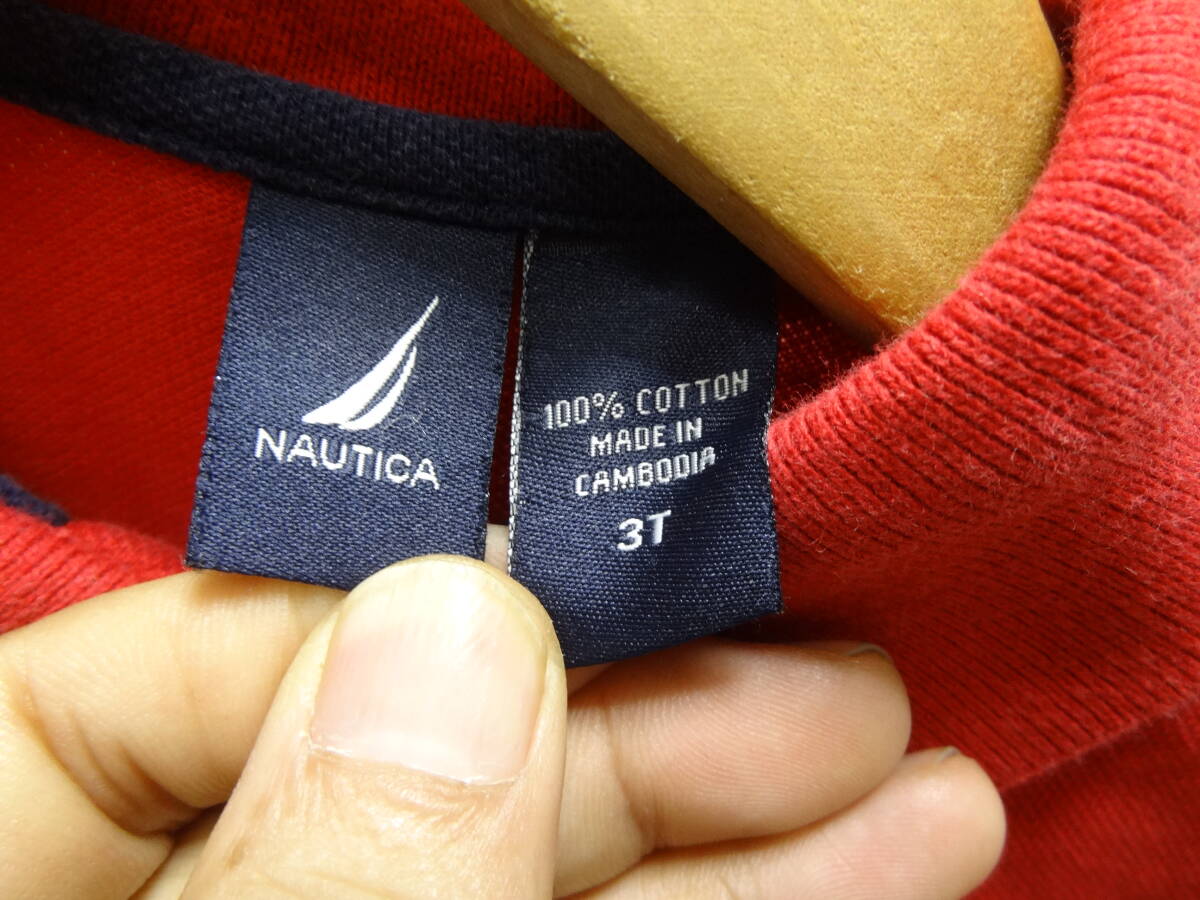 NAUTICA
100% COTTON
MADE IN
CAMBODIA
3T